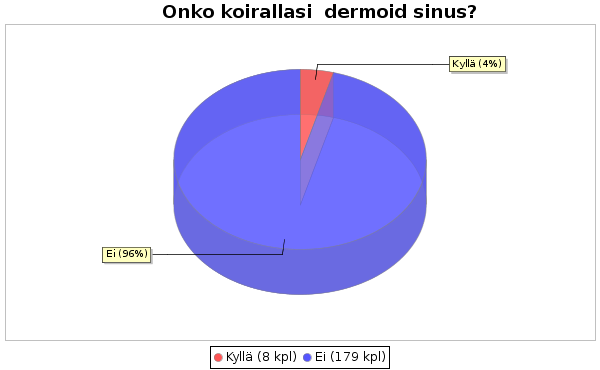 Onko koirallasi  dermoid sinus?
Kyllä (4%)
Ei (96%)
Kyllä (8 kpl) Ei (179 kpl)